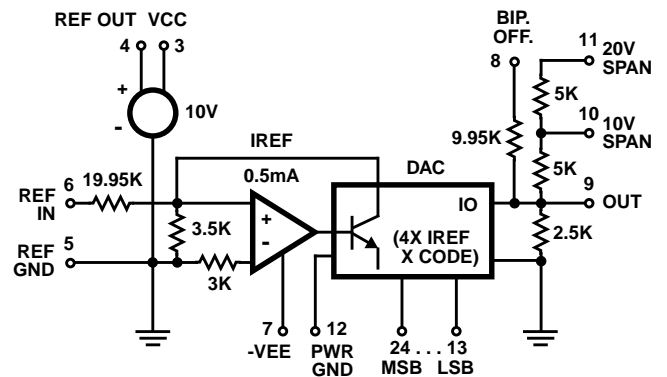 REF OUT VCC
4 3
+
-
10V
BIP.
OFF.
8
11 20V
SPAN
5K
10 10V
SPAN
9.95K
5K
IREF
DAC
6 19.95K
0.5mA
REF
IN
3.5K
+
-
IO
9
OUT
(4X IREF
X CODE)
2.5K
REF 5
GND
3K
7 12 24 . . . 13
-VEE PWR
GND
MSB LSB